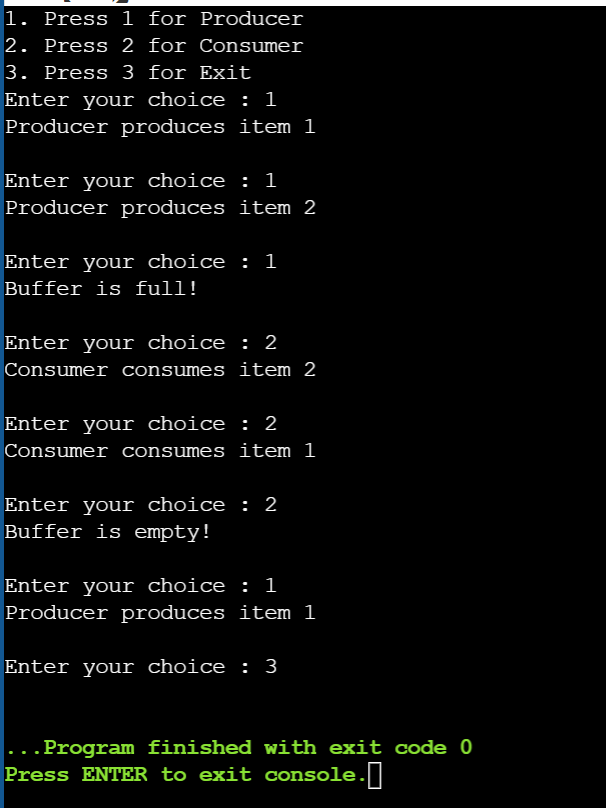 1. Press 1 for Producer
2. Press 2 for Consumer
3. Press 3 for Exit
Enter your choice : 1
Producer produces item 1
Enter your choice : 1
Producer produces item 2
Enter your choice : 1
Buffer is full!
Enter your choice : 2
Consumer consumes item 2
Enter your choice : 2
Consumer consumes item 1
Enter your choice : 2
Buffer is empty!
Enter your choice : 1
Producer produces item 1
Enter your choice : 3
...Program finished with exit code 0
Press ENTER to exit console.